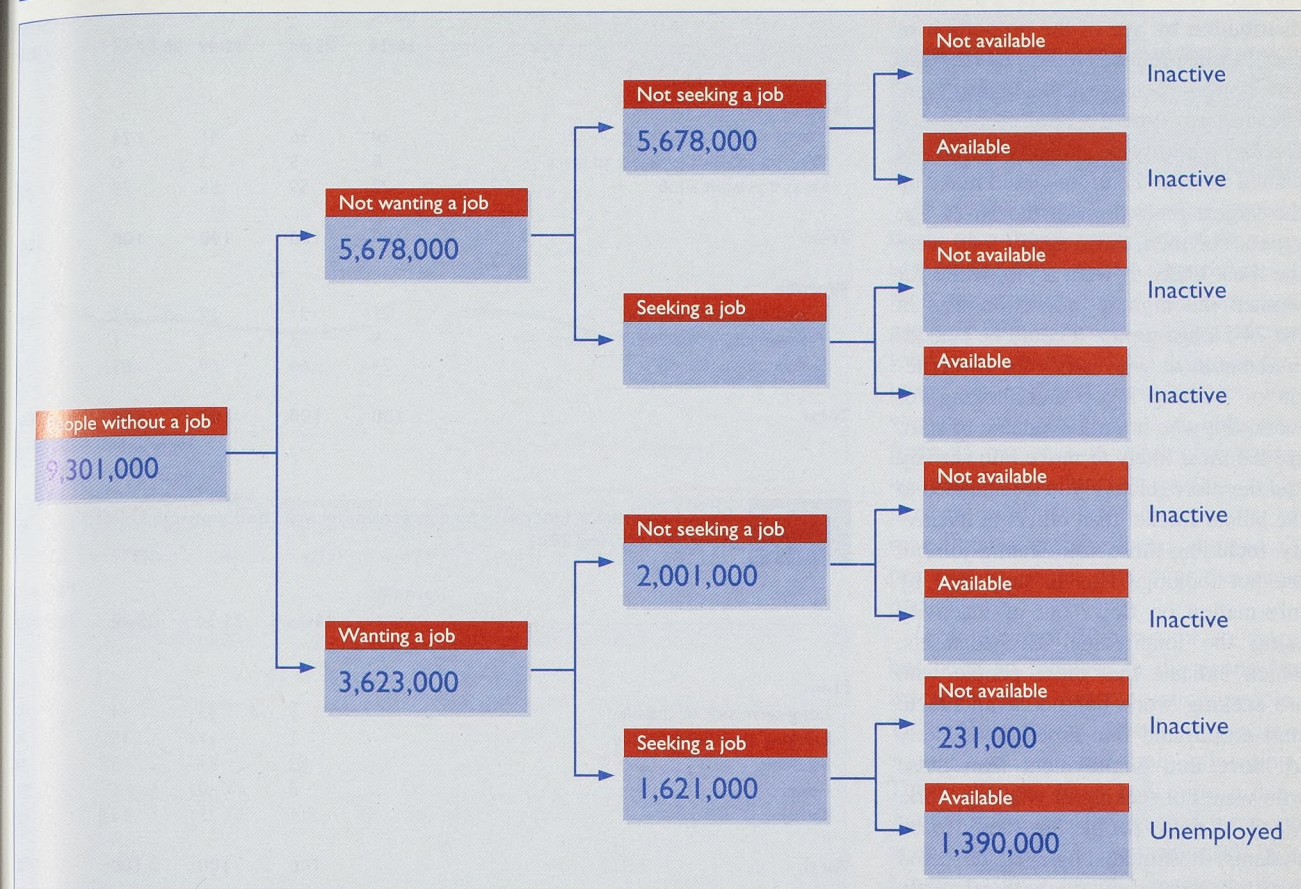 People without a job
9,301,000
Not wanting a job
5,678,000
Not seeking a job
5,678,000
Not available
Inactive
Available
Inactive
Seeking a job
Not available
Inactive
Available
Inactive
Wanting a job
3,623,000
Not seeking a job
2,001,000
Not available
Inactive
Available
Inactive
Seeking a job
1,621,000
Not available
231,000
Inactive
Available
1,390,000
Unemployed